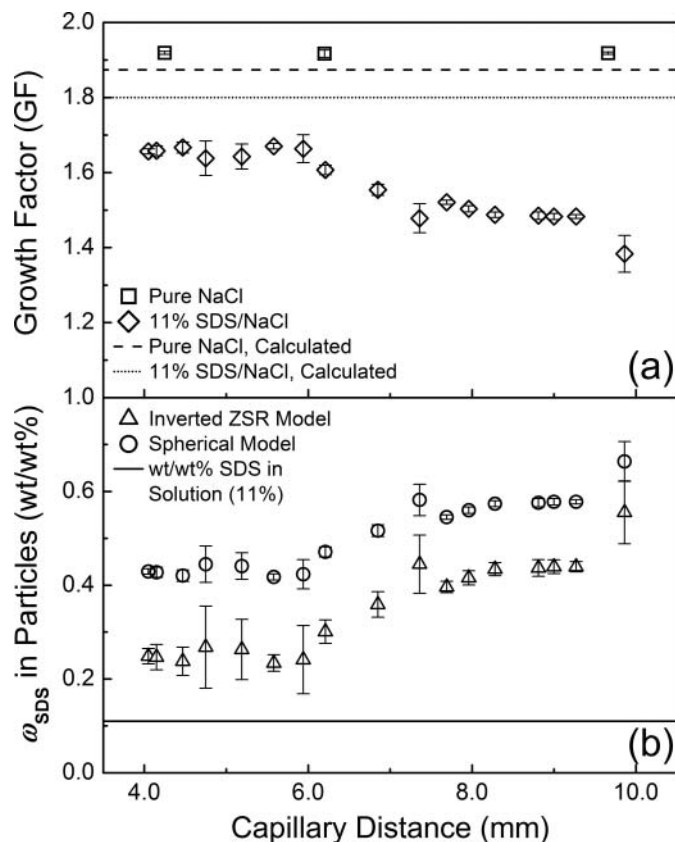 2.0
1.8
1.6
1.4
1.2
1.0
Growth Factor (GF)
Pure NaCl
11% SDS/NaCl
Pure NaCl, Calculated
11% SDS/NaCl, Calculated
(a)
0.6
0.4
0.2
0.0
ωSDS in Particles (wt/wt%)
Inverted ZSR Model
Spherical Model
wt/wt% SDS in
Solution (11%)
(b)
4.0 6.0 8.0 10.0
Capillary Distance (mm)